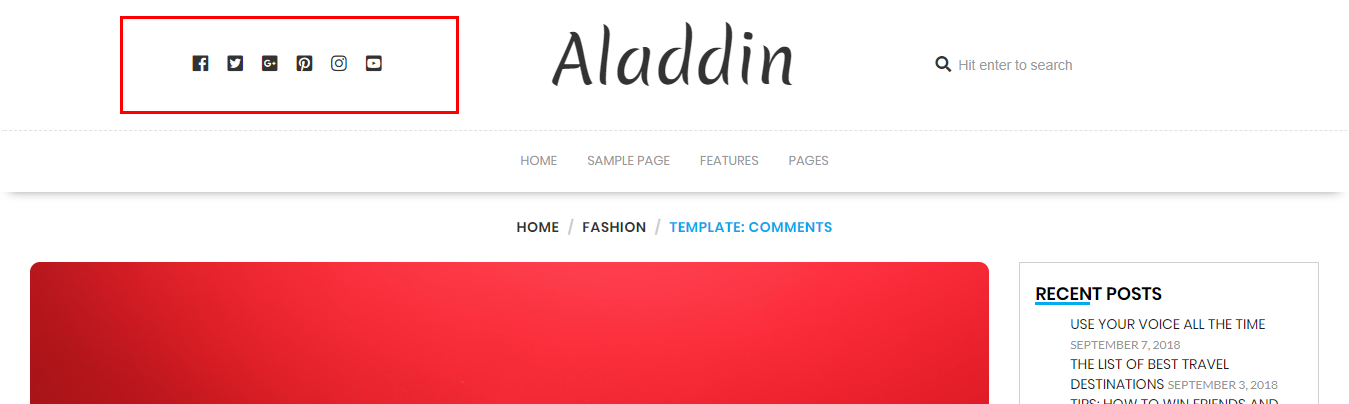 Aladdin
Hit enter to search
HOME SAMPLE PAGE FEATURES PAGES
HOME / FASHION / TEMPLATE: COMMENTS
RECENT POSTS
USE YOUR VOICE ALL THE TIME
SEPTEMBER 7, 2018
THE LIST OF BEST TRAVEL
DESTINATIONS SEPTEMBER 3, 2018
TIPS: HOW TO WIN FRIENDS AND